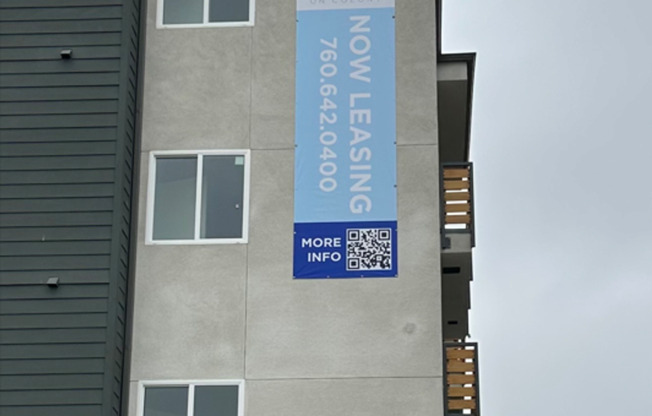 NOW LEASING
760.642.0400
MORE
INFO